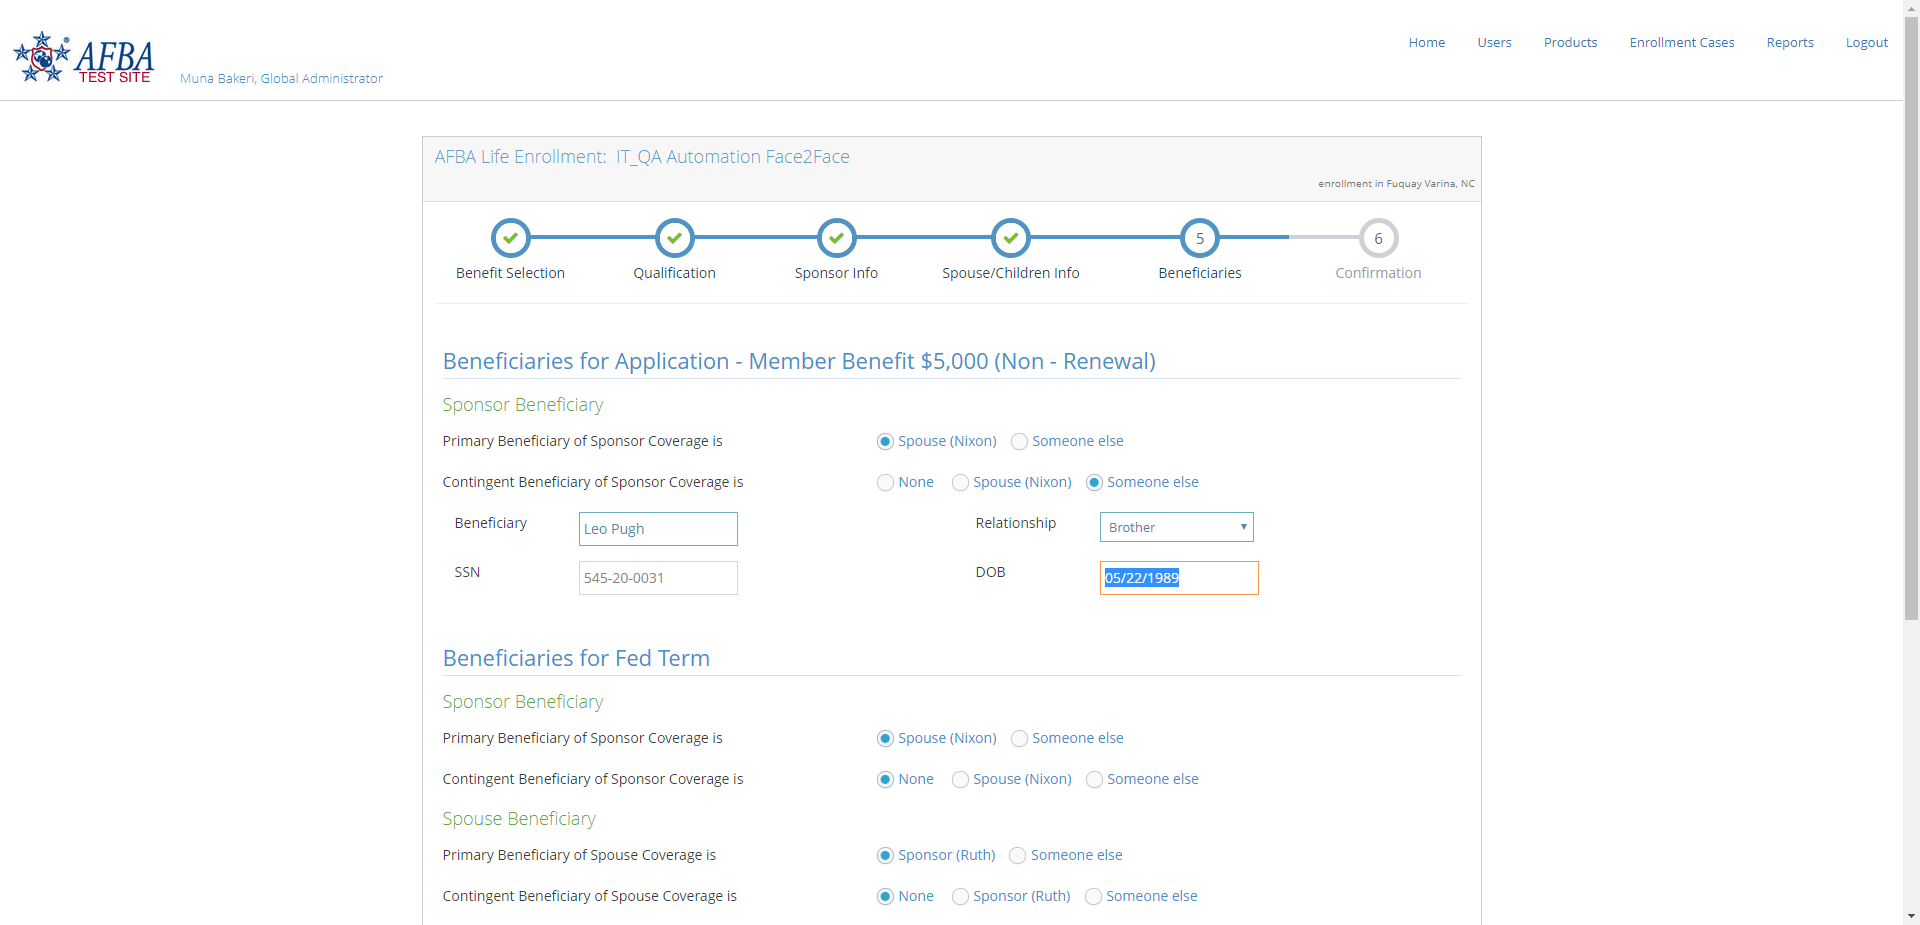 AFBA
TEST SITE
Muna Bakeri, Global Administrator
Home Users Products Enrollment Cases Reports Logout
AFBA Life Enrollment: IT_QA Automation Face2Face
enrollment in Fuquay Varina, NC
5 6
Benefit Selection Qualification Sponsor Info Spouse/Children Info Beneficiaries Confirmation
Beneficiaries for Application - Member Benefit $5,000 (Non - Renewal)
Sponsor Beneficiary
Primary Beneficiary of Sponsor Coverage is Spouse (Nixon) Someone else
Contingent Beneficiary of Sponsor Coverage is None Spouse (Nixon) Someone else
Beneficiary Leo Pugh Relationship Brother
SSN 545-20-0031 DOB 05/22/1989
Beneficiaries for Fed Term
Sponsor Beneficiary
Primary Beneficiary of Sponsor Coverage is Spouse (Nixon) Someone else
Contingent Beneficiary of Sponsor Coverage is None Spouse (Nixon) Someone else
Spouse Beneficiary
Primary Beneficiary of Spouse Coverage is Sponsor (Ruth) Someone else
Contingent Beneficiary of Spouse Coverage is None Sponsor (Ruth) Someone else